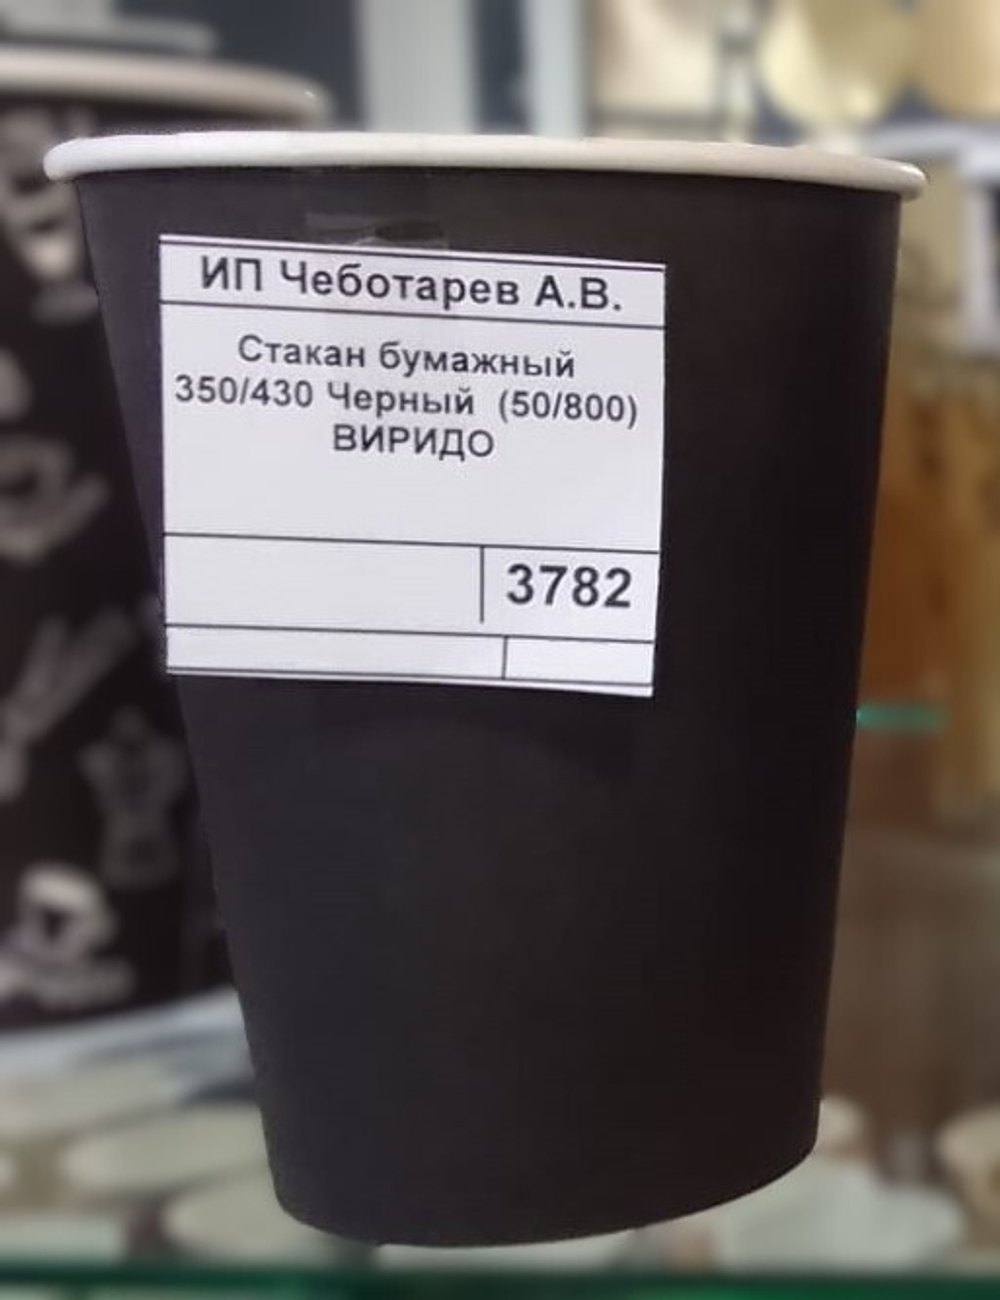 ИП Чеботарев А.В.
Стакан бумажный
350/430 Черный (50/800)
ВИРИДО
3782